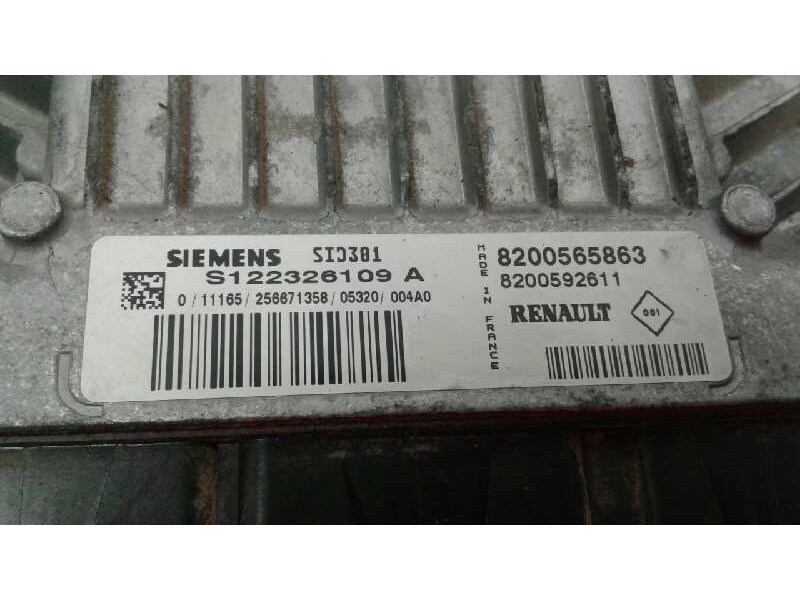 SIEMENS SID301
S122326109 A
0 / 11165 / 256671358 / 05320 / 004A0
MADE IN FRANCE
8200565863
8200592611
RENAULT 001